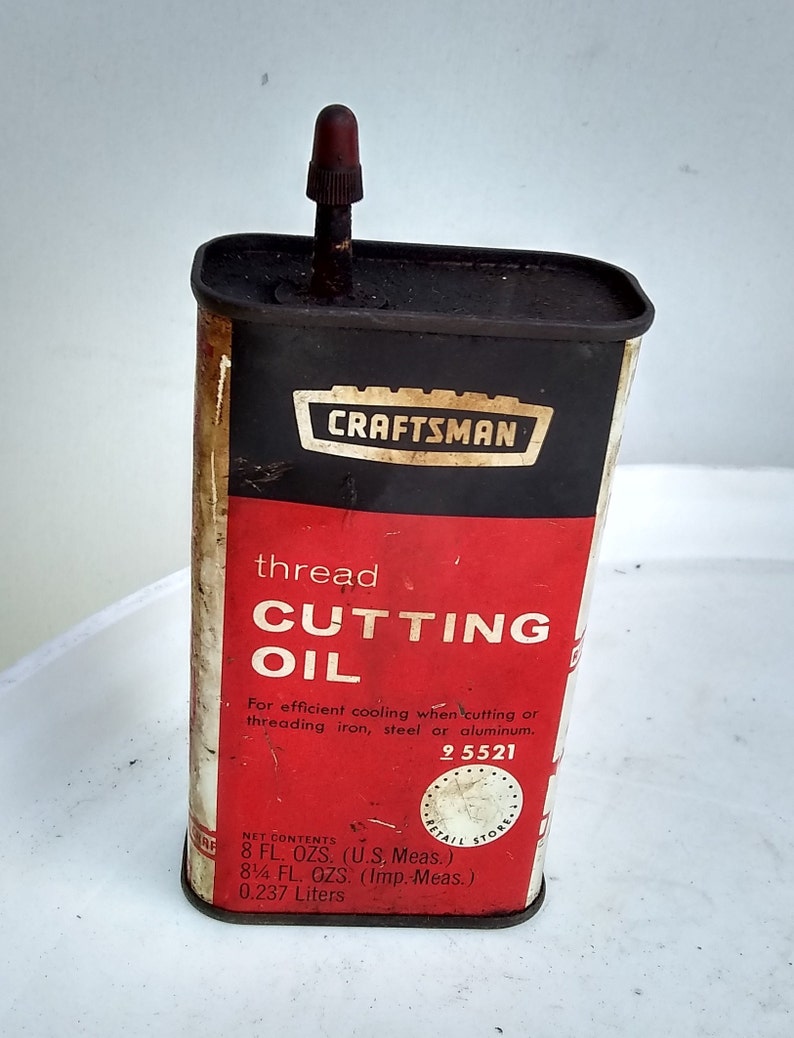 CRAFTSMAN
thread
CUTTING
OIL
For efficient cooling when cutting or
threading iron, steel or aluminum.
9 5521
RETAIL STORE
NET CONTENTS
8 FL. OZS. (U.S. Meas.)
8¼ FL. OZS. (Imp. Meas.)
0.237 Liters